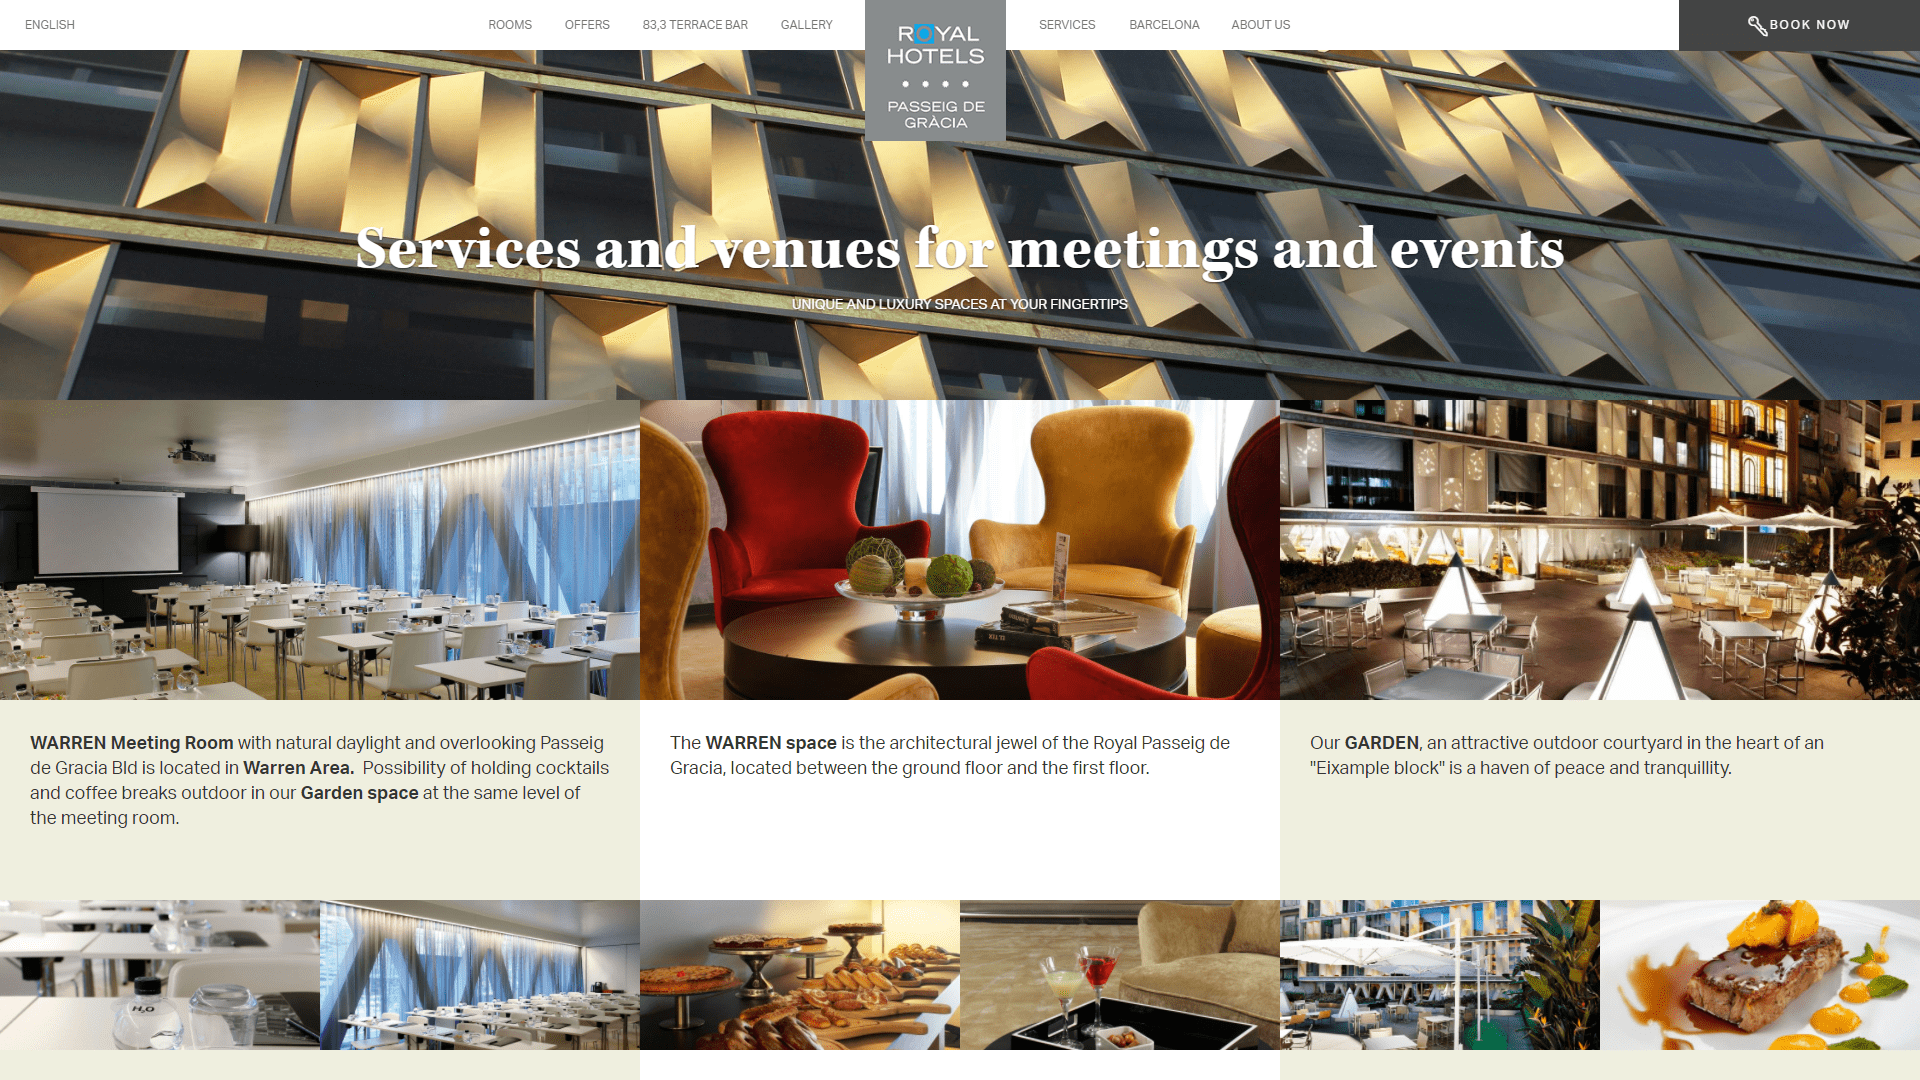 ENGLISH
ROOMS
OFFERS
83,3 TERRACE BAR
GALLERY
ROYAL
HOTELS
PASSEIG DE
GRÀCIA
SERVICES
BARCELONA
ABOUT US
BOOK NOW
Services and venues for meetings and events
UNIQUE AND LUXURY SPACES AT YOUR FINGERTIPS
WARREN Meeting Room with natural daylight and overlooking Passeig
de Gracia Bld is located in Warren Area. Possibility of holding cocktails
and coffee breaks outdoor in our Garden space at the same level of
the meeting room.
The WARREN space is the architectural jewel of the Royal Passeig de
Gracia, located between the ground floor and the first floor.
Our GARDEN, an attractive outdoor courtyard in the heart of an
"Eixample block" is a haven of peace and tranquillity.
H₂O